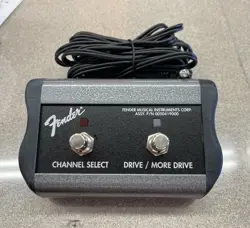 Fender
FENDER MUSICAL INSTRUMENTS CORP.
ASSY. P/N 0050419000
CHANNEL SELECT
DRIVE / MORE DRIVE